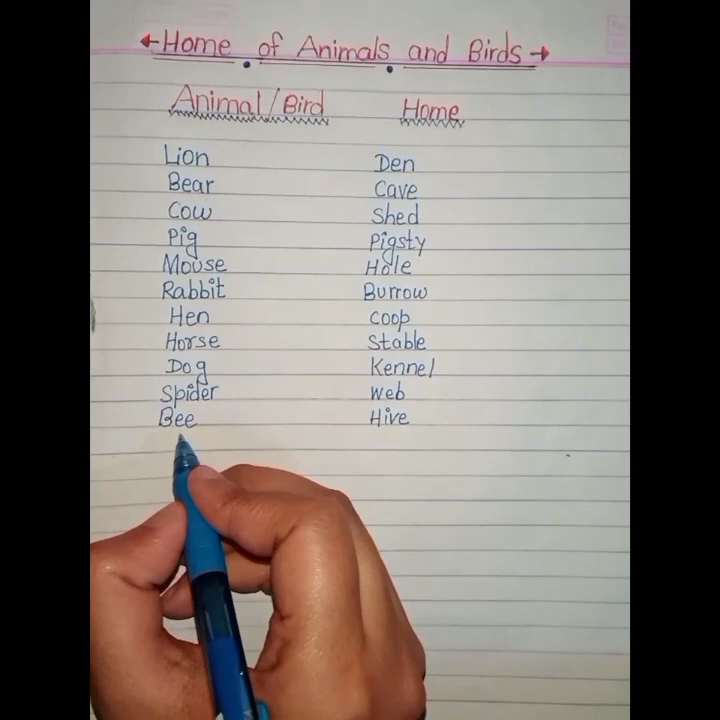 Home of Animals and Birds
Animal/Bird Home
Lion Den
Bear Cave
Cow Shed
Pig Pigsty
Mouse Hole
Rabbit Burrow
Hen Coop
Horse Stable
Dog Kennel
Spider Web
Bee Hive